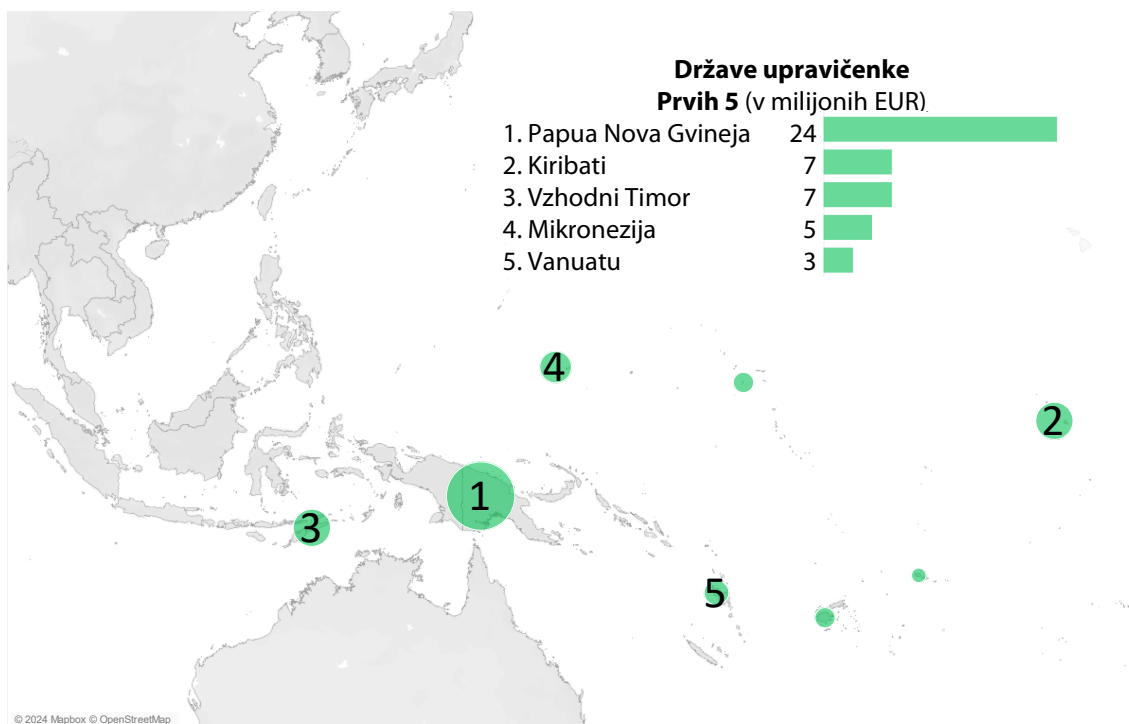 Države upravičenke
Prvih 5 (v milijonih EUR)
1. Papua Nova Gvineja 24
2. Kiribati 7
3. Vzhodni Timor 7
4. Mikronezija 5
5. Vanuatu 3
4
2
1
3
5
© 2024 Mapbox © OpenStreetMap